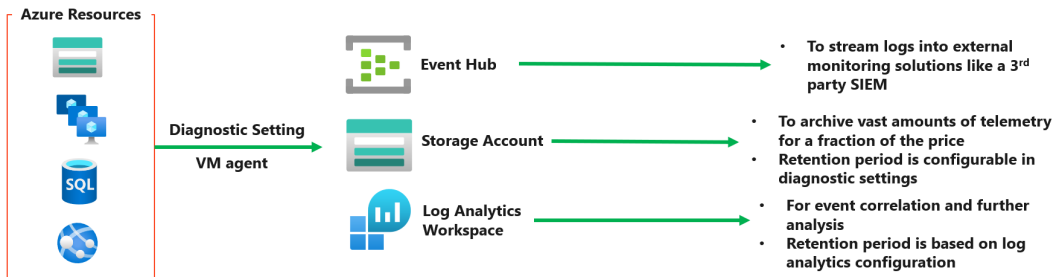 Azure Resources
SQL
Diagnostic Setting
VM agent
Event Hub
Storage Account
Log Analytics
Workspace
• To stream logs into external
monitoring solutions like a 3rd
party SIEM
• To archive vast amounts of telemetry
for a fraction of the price
• Retention period is configurable in
diagnostic settings
• For event correlation and further
analysis
• Retention period is based on log
analytics configuration